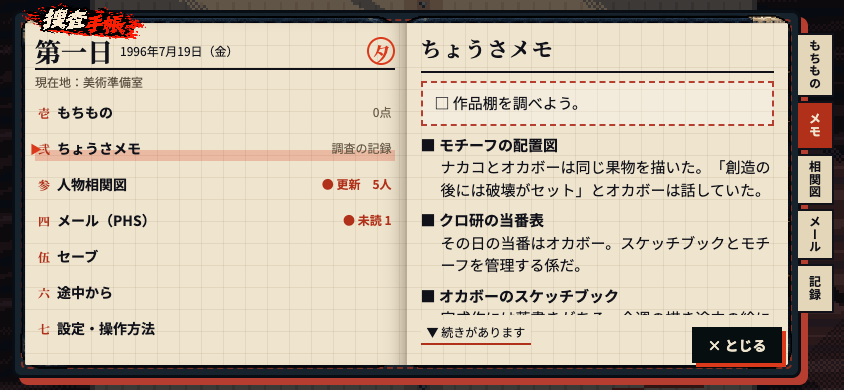 捜査手帳
第一日 1996年7月19日（金） 夕
現在地：美術準備室
壱 もちもの 0点
▶弐 ちょうさメモ 調査の記録
参 人物相関図 ●更新 5人
四 メール（PHS） ●未読 1
伍 セーブ
六 途中から
七 設定・操作方法
ちょうさメモ
□ 作品棚を調べよう。
■ モチーフの配置図
ナカコとオカボーは同じ果物を描いた。「創造の
後には破壊がセット」とオカボーは話していた。
■ クロ研の当番表
その日の当番はオカボー。スケッチブックとモチ
ーフを管理する係だ。
■ オカボーのスケッチブック
▼ 続きがあります
× とじる
もちもの
メモ
相関図
メール
記録